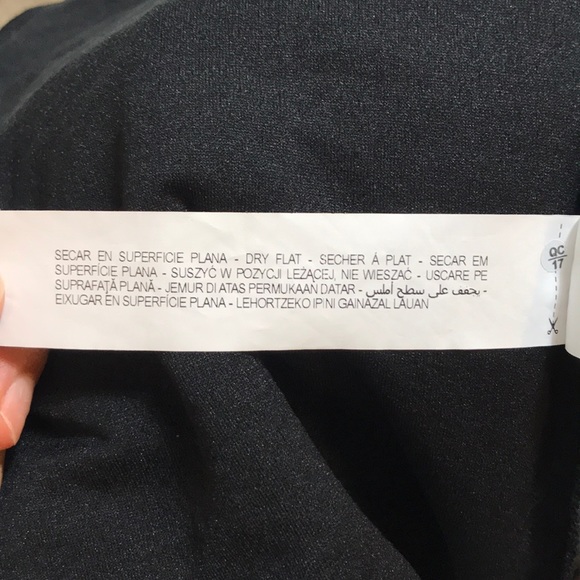 SECAR EN SUPERFICIE PLANA - DRY FLAT - SECHER Á PLAT - SECAR EM
SUPERFÍCIE PLANA - SUSZYĆ W POZYCJI LEŻĄCEJ, NIE WIESZAĆ - USCARE PE
SUPRAFAŢĂ PLANĂ - JEMUR DI ATAS PERMUKAAN DATAR - يجفف على سطح أملس -
EIXUGAR EN SUPERFÍCIE PLANA - LEHORTZEKO IPINI GAINAZAL LAUAN
QC
17